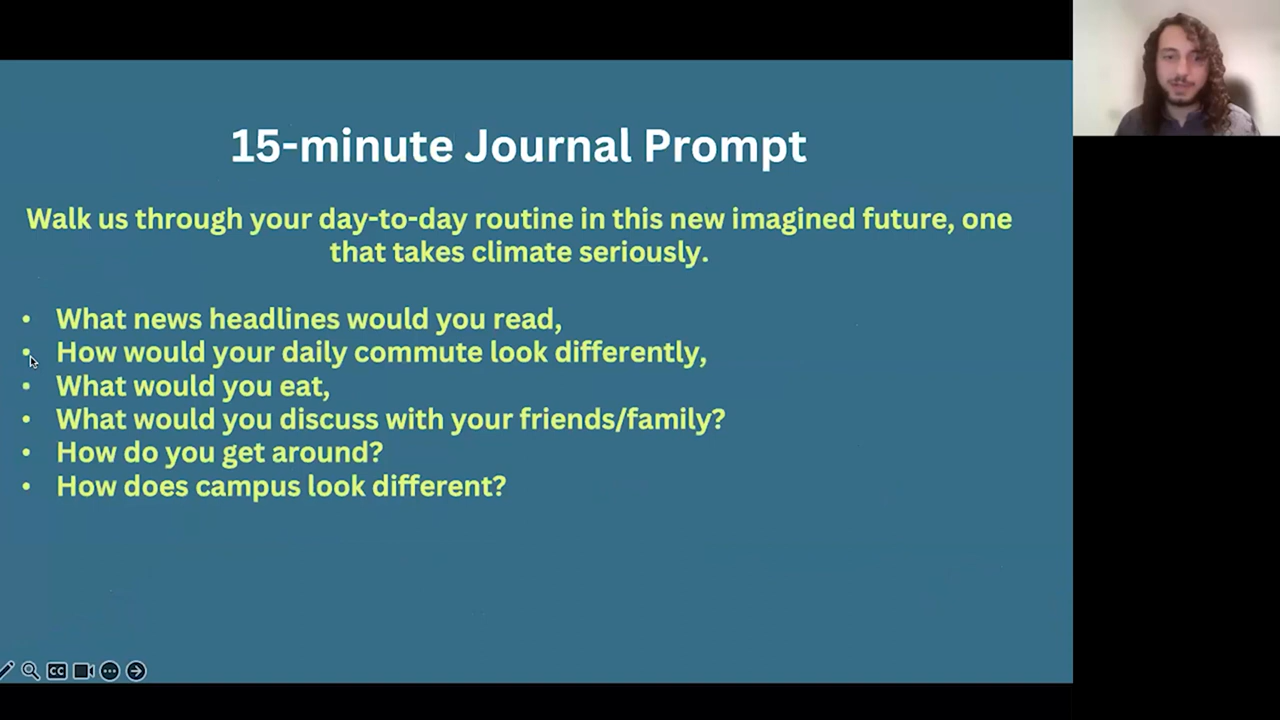 15-minute Journal Prompt
Walk us through your day-to-day routine in this new imagined future, one
that takes climate seriously.
• What news headlines would you read,
• How would your daily commute look differently,
• What would you eat,
• What would you discuss with your friends/family?
• How do you get around?
• How does campus look different?
CC